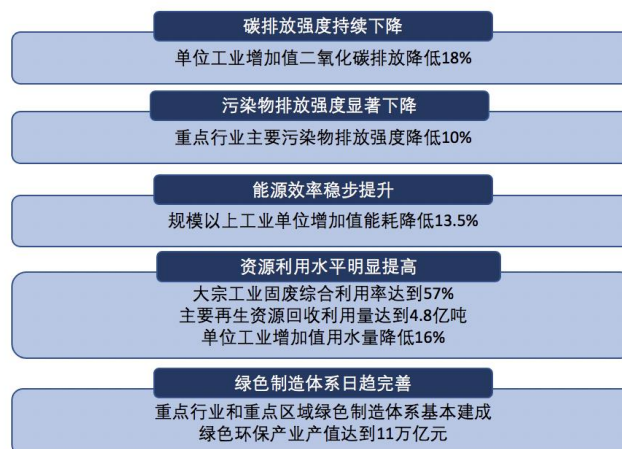 碳排放强度持续下降
单位工业增加值二氧化碳排放降低18%
污染物排放强度显著下降
重点行业主要污染物排放强度降低10%
能源效率稳步提升
规模以上工业单位增加值能耗降低13.5%
资源利用水平明显提高
大宗工业固废综合利用率达到57%
主要再生资源回收利用量达到4.8亿吨
单位工业增加值用水量降低16%
绿色制造体系日趋完善
重点行业和重点区域绿色制造体系基本建成
绿色环保产业产值达到11万亿元